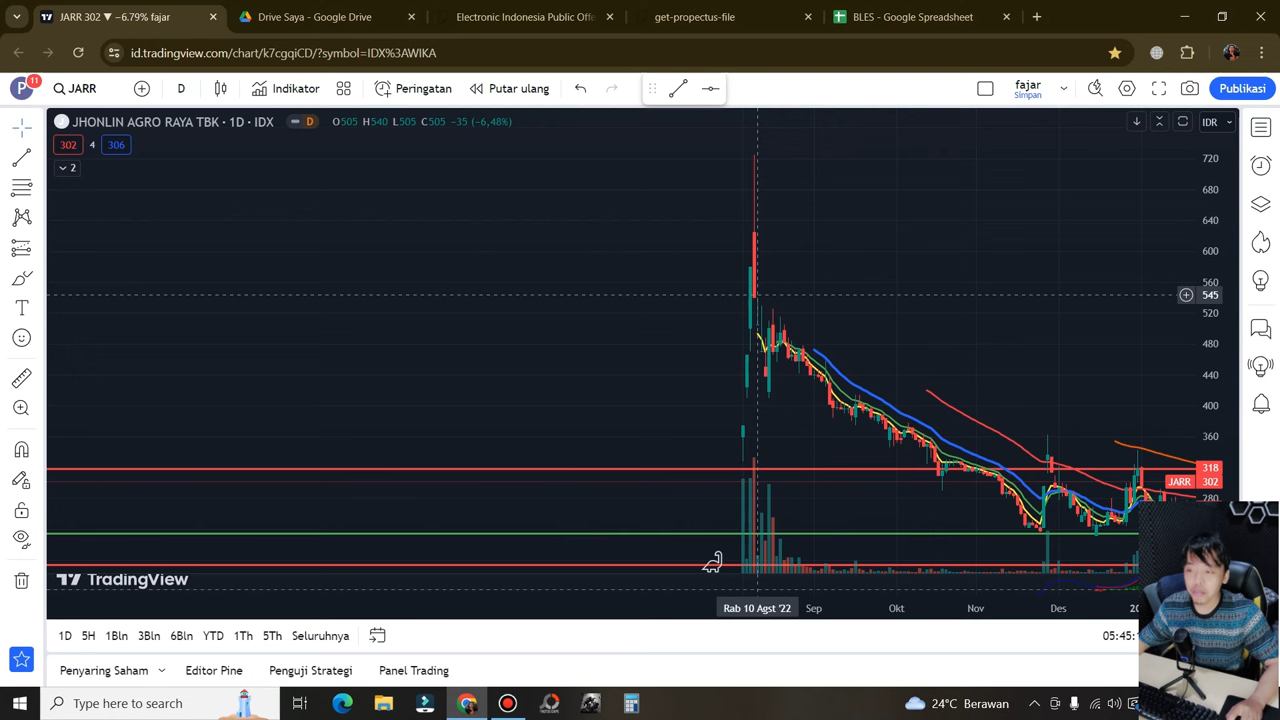 JARR 302 ▼ −6.79% fajar
Drive Saya - Google Drive
Electronic Indonesia Public Offe
get-propectus-file
BLES - Google Spreadsheet
id.tradingview.com/chart/k7cgqiCD/?symbol=IDX%3AWIKA
P 11
JARR
D
Indikator
Peringatan
Putar ulang
fajar
Simpan
Publikasi
JHONLIN AGRO RAYA TBK · 1D · IDX
D
O505 H540 L505 C505 −35 (−6,48%)
IDR
302 4 306
2
720
680
640
600
560
545
520
480
440
400
360
318
JARR 302
280
TradingView
Rab 10 Agst '22
Sep
Okt
Nov
Des
20
1D 5H 1Bln 3Bln 6Bln YTD 1Th 5Th Seluruhnya
05:45:1
Penyaring Saham
Editor Pine
Penguji Strategi
Panel Trading
Type here to search
24°C Berawan